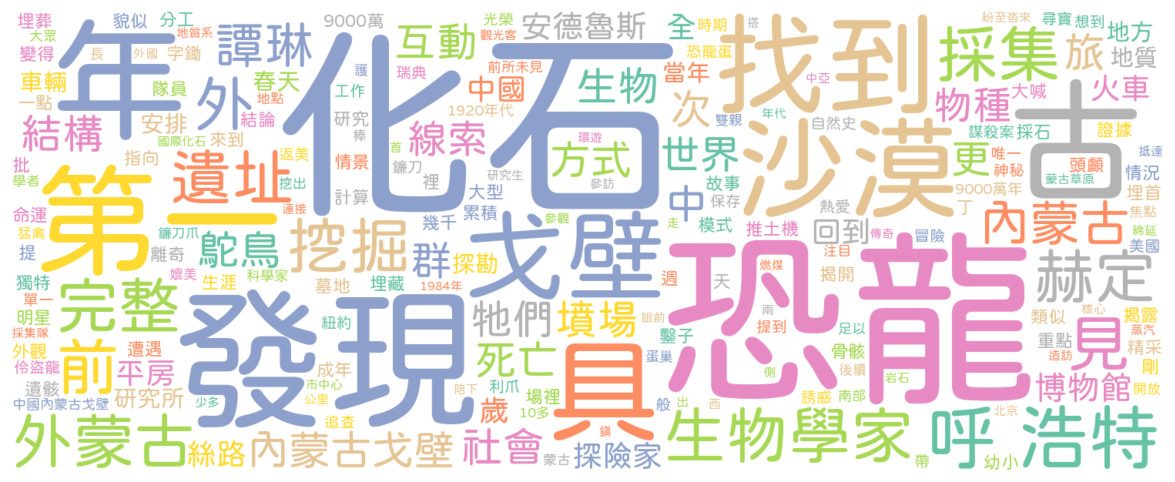 埋葬
貌似
分工
9000萬
光榮
安德魯斯
全
時期
紛至沓來
尋寶
想到
大眾
地質系
年
化石
互動
觀光客
恐龍蛋
搭
找到
採集
旅
地方
地質
變得
長
外國
字鋤
譚琳
護
瑞典
前所未見
生物
當年
中亞
車輛
隊員
春天
外
工作
中國
次
物種
大喊
火車
一點
安排
結論
地點
1920年代
雙親
年代
謀殺案
採石
證據
結構
國際化石
來到
研究
棒
線索
環遊
方式
世界
自然史
唯一
古
抵達
批
指向
返美
情景
首
鐮刀
裡
研究生
更
神秘
頭顱
學者
第一
遺址
挖出
計算
大型
參訪
中
故事
保存
沙漠
9000萬年
蒙古草原
情況
埋首
命運
連接
幾千
累積
戈壁
參觀
走
模式
熱愛
丁
內蒙古
焦點
猛禽
鐮刀爪
鴕鳥
挖掘
群
探勘
推土機
回到
傳奇
冒險
綿延
提
離奇
注目
美國
獨特
媲美
生涯
科學家
墓地
埋藏
1984年
週
天
燃煤
揭開
赫定
單一
完整
發現
紐約
牠們
墳場
眼前
恐龍
兩
提到
足以
類似
核心
揭露
明星
採集隊
鑿子
見
蒸汽
外觀
遭遇
死亡
具
蛋巢
側
骨骸
後續
重點
造訪
精采
剛
伶盜龍
前
平房
成年
利爪
岩石
遺骸
研究所
市中心
陪下
歲
場裡
般
出
西
誘惑
南部
博物館
開放
中國內蒙古戈壁
少多
公里
10多
外蒙古
絲路
追查
內蒙古戈壁
社會
鎬
蒙古
探險家
生物學家
帶
呼
北京
浩特
幼小